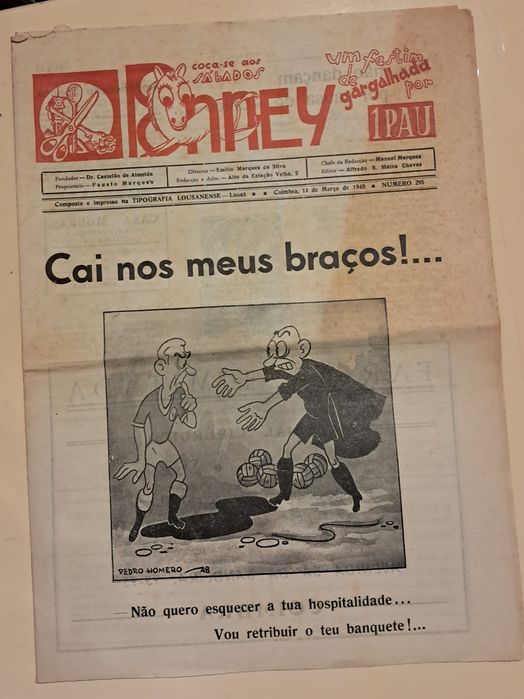 coca-se aos
SÁBADOS
O PONNEY
um festim
de
gargalhada
por
1 PAU
Fundador — Dr. Castelão de Almeida
Proprietário — Fausto Marques
Director — Emílio Marques da Silva
Redacção e Adm. — Alto da Estação Velha, 2
Chefe da Redacção — Manuel Marques
Editor — Alfredo S. Matos Chaves
Composto e impresso na TIPOGRAFIA LOUSANENSE — Lousã Coimbra, 11 de Março de 1948 NÚMERO 295
Cai nos meus braços!...
PEDRO HOMERO 48
— Não quero esquecer a tua hospitalidade...
Vou retribuir o teu banquete!...